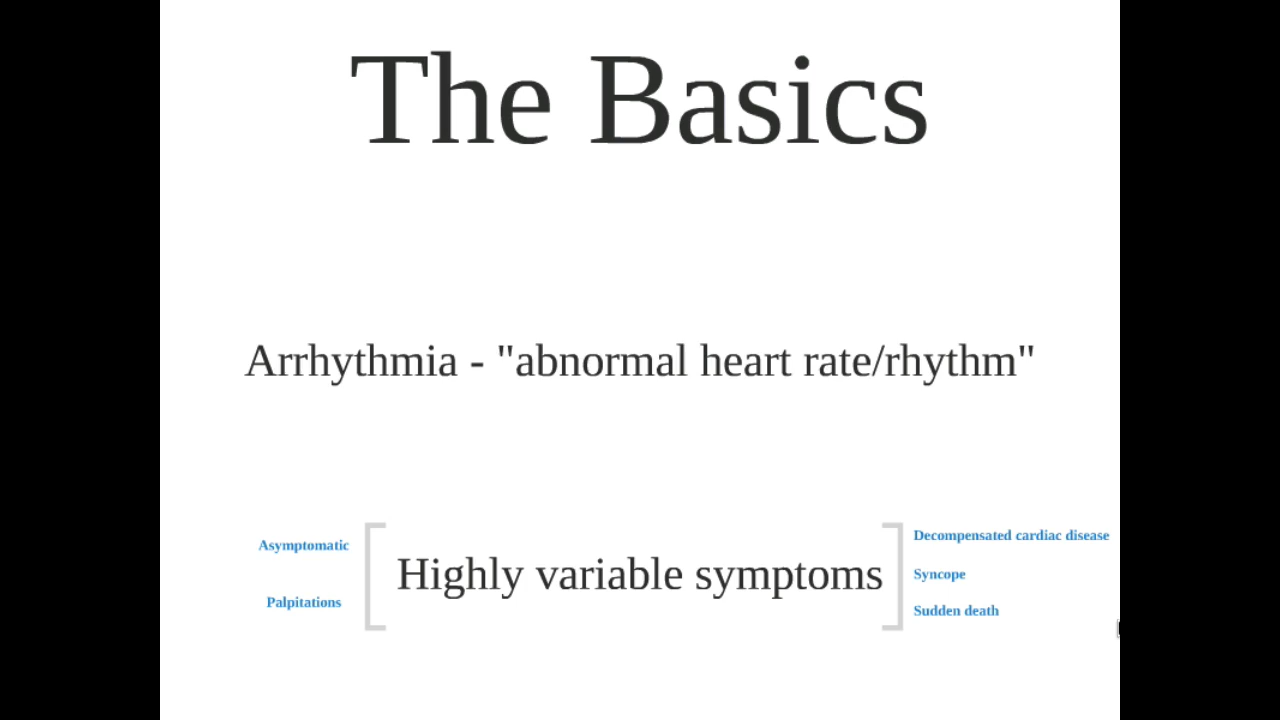 The Basics
Arrhythmia - "abnormal heart rate/rhythm"
Asymptomatic
Palpitations
Highly variable symptoms
Decompensated cardiac disease
Syncope
Sudden death